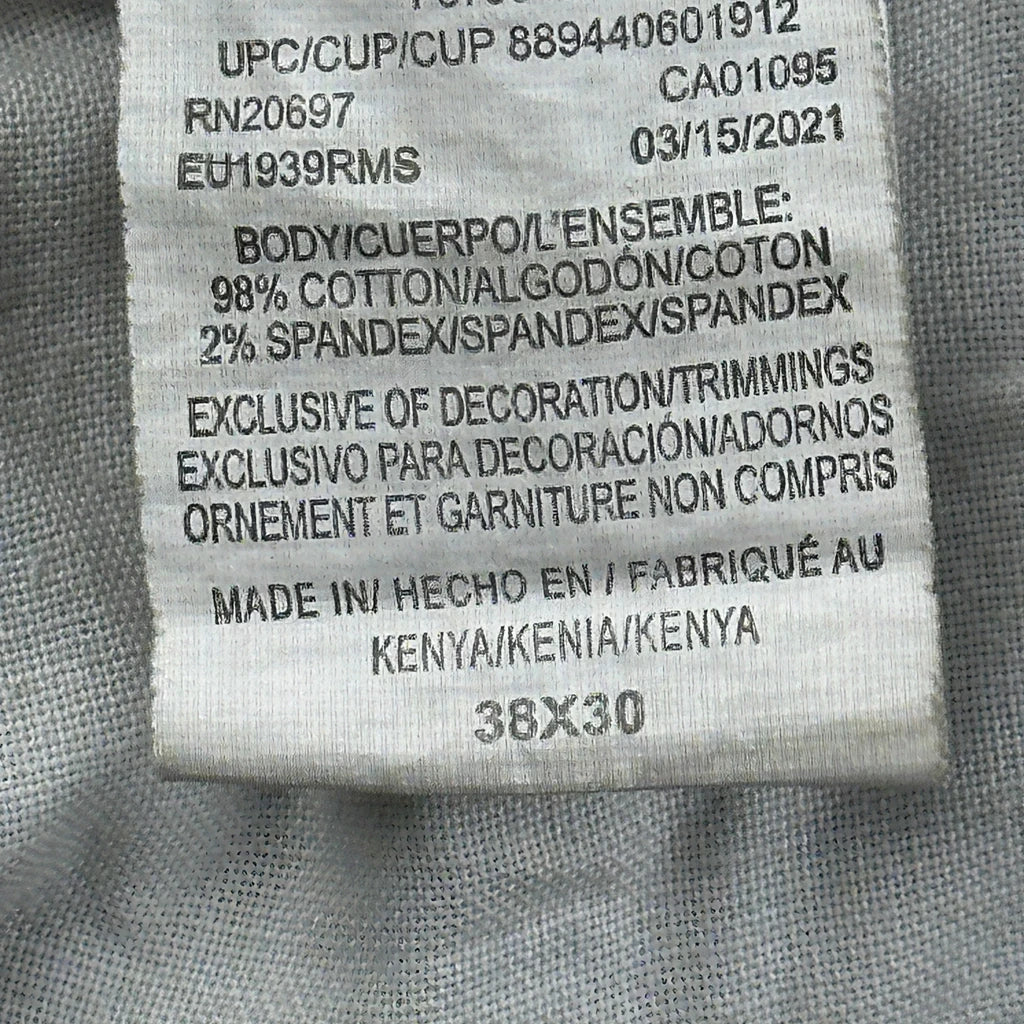 UPC/CUP/CUP 889440601912
RN20697 CA01095
EU1939RMS 03/15/2021
BODY/CUERPO/L'ENSEMBLE:
98% COTTON/ALGODÓN/COTON
2% SPANDEX/SPANDEX/SPANDEX
EXCLUSIVE OF DECORATION/TRIMMINGS
EXCLUSIVO PARA DECORACIÓN/ADORNOS
ORNEMENT ET GARNITURE NON COMPRIS
MADE IN/ HECHO EN / FABRIQUÉ AU
KENYA/KENIA/KENYA
38X30